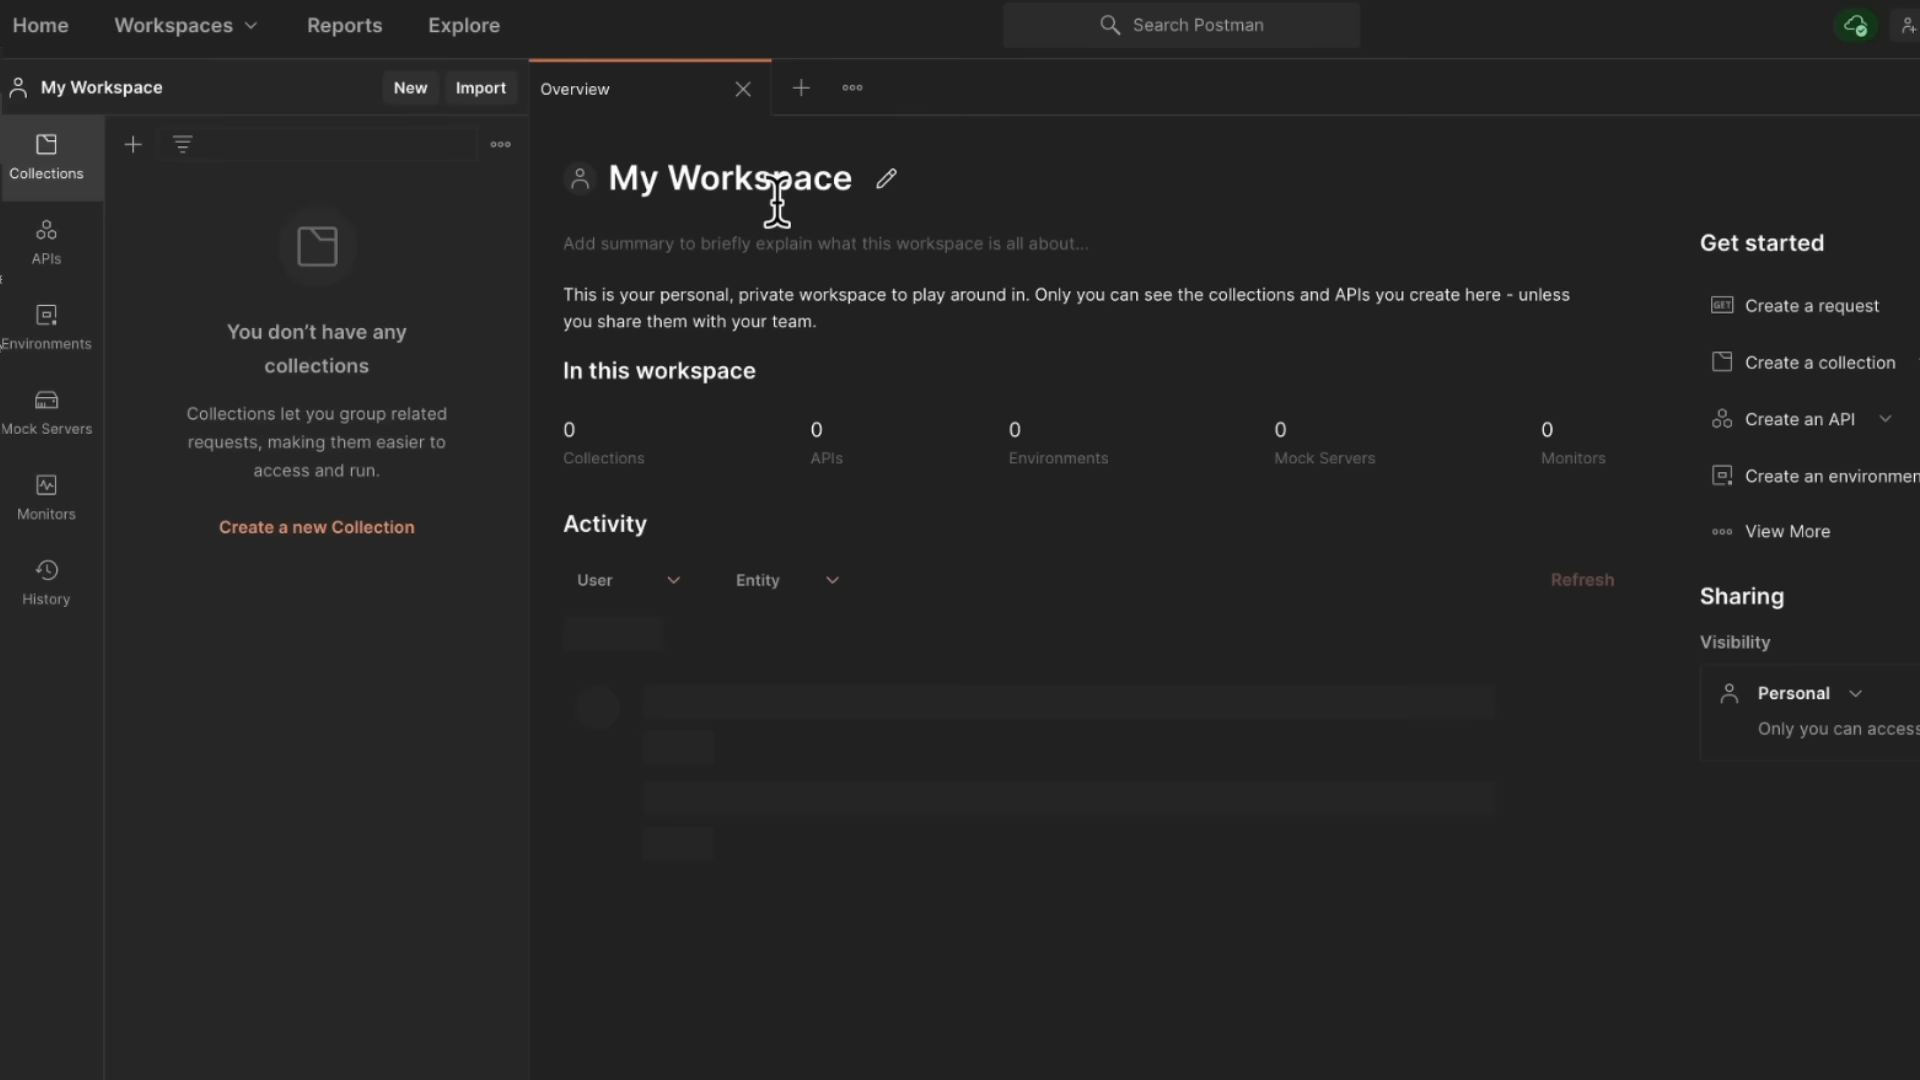 Home
Workspaces
Reports
Explore
Search Postman
My Workspace
New
Import
Overview
Collections
APIs
Environments
Mock Servers
Monitors
History
You don’t have any
collections
Collections let you group related
requests, making them easier to
access and run.
Create a new Collection
My Workspace
Add summary to briefly explain what this workspace is all about...
This is your personal, private workspace to play around in. Only you can see the collections and APIs you create here - unless
you share them with your team.
In this workspace
0 0 0 0 0
Collections APIs Environments Mock Servers Monitors
Activity
User Entity Refresh
Get started
GET Create a request
Create a collection
Create an API
Create an environmen
View More
Sharing
Visibility
Personal
Only you can access